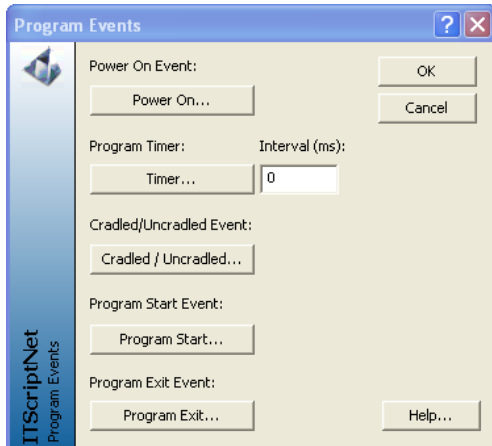 Program Events
Power On Event:
OK
Power On...
Cancel
Program Timer:
Interval (ms):
Timer...
0
Cradled/Uncradled Event:
Cradled / Uncradled...
Program Start Event:
Program Start...
Program Exit Event:
Program Exit...
Help...
ITScriptNet
Program Events